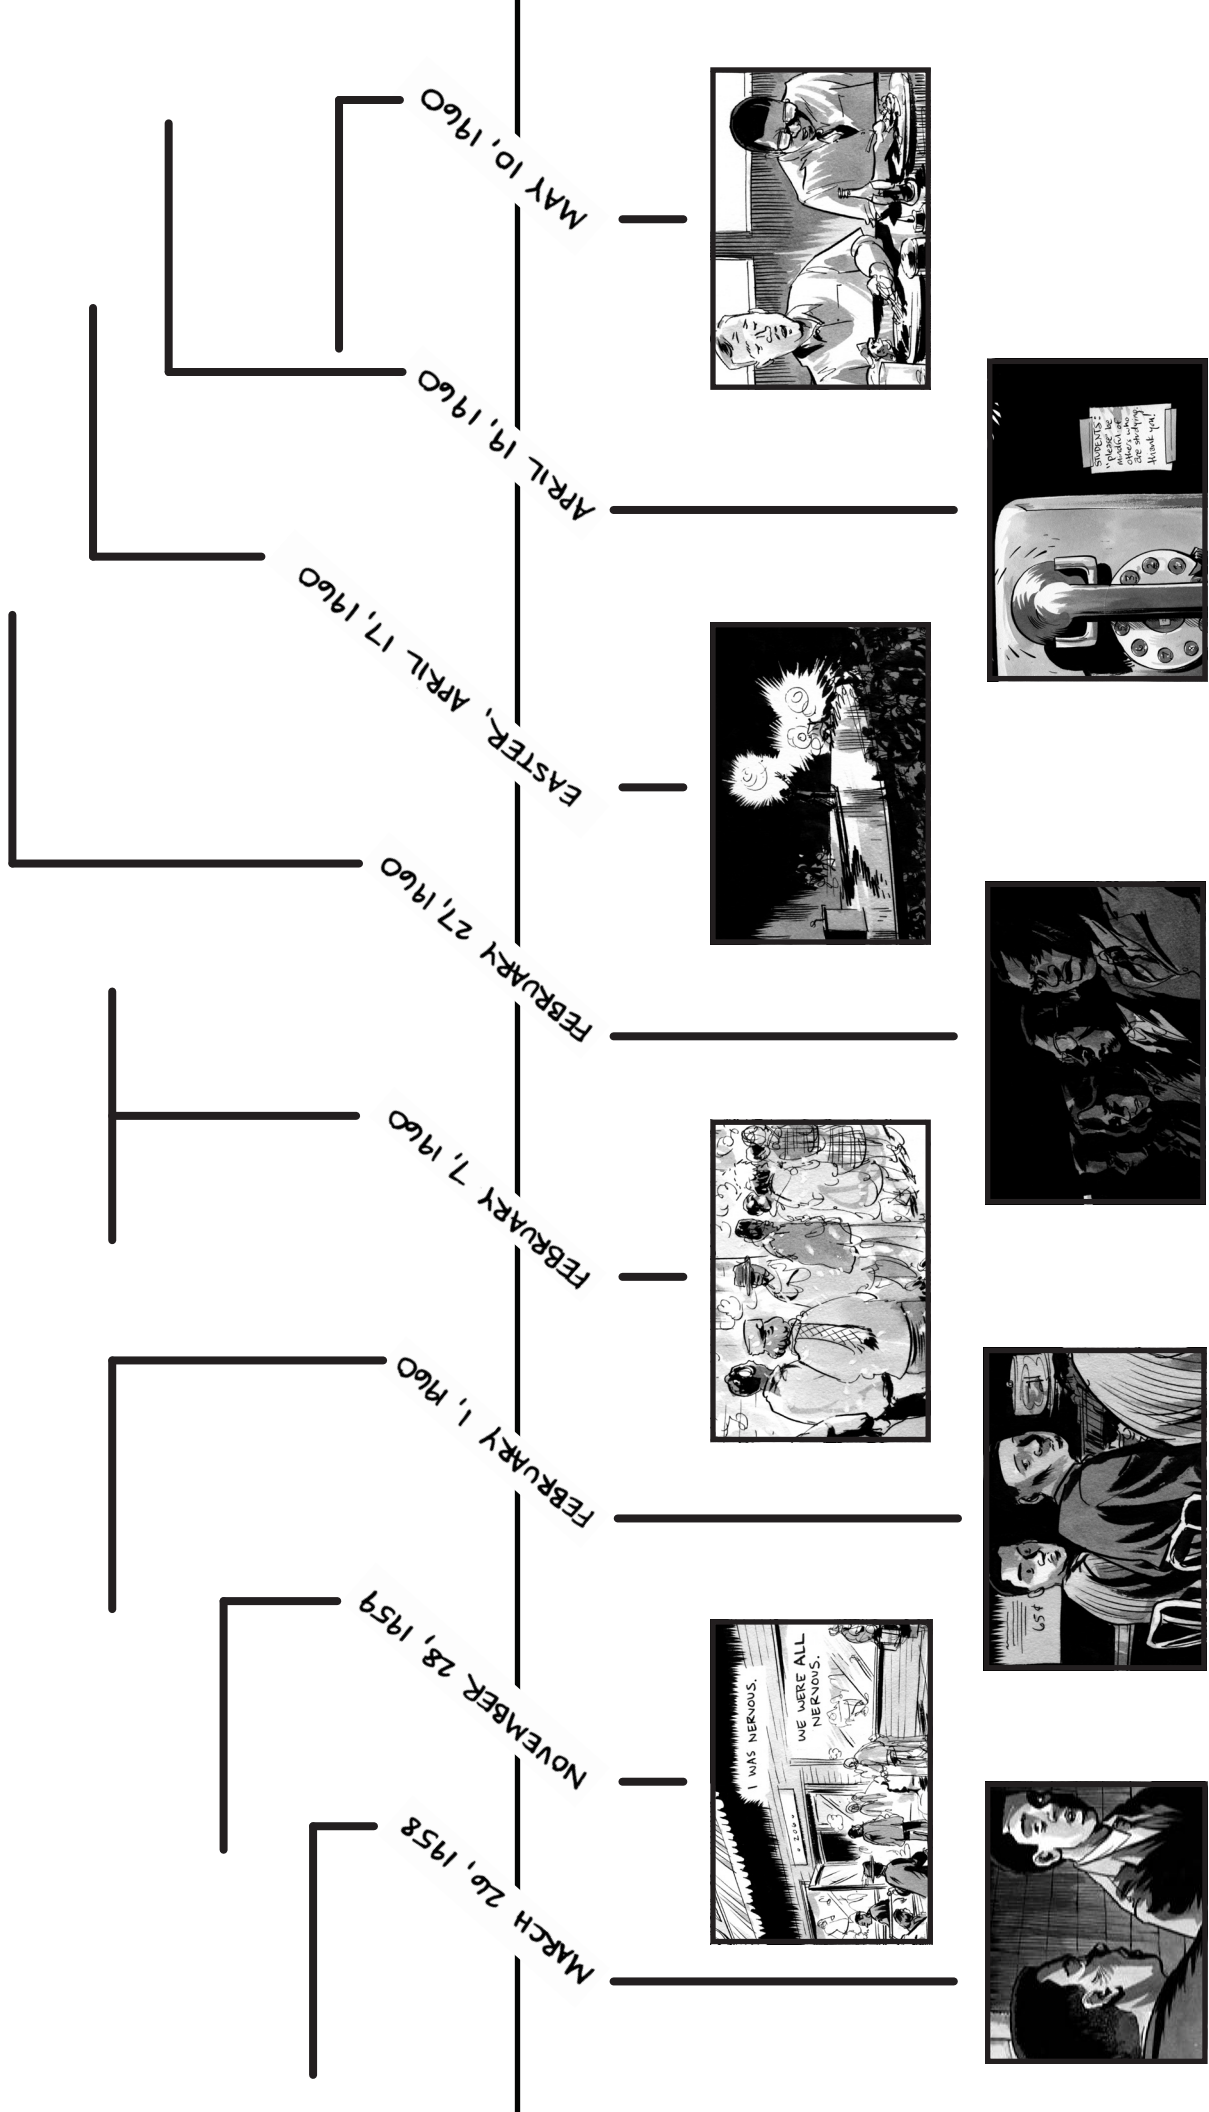 MARCH 26, 1958
NOVEMBER 28, 1959
FEBRUARY 1, 1960
FEBRUARY 7, 1960
FEBRUARY 27, 1960
EASTER, APRIL 17, 1960
APRIL 19, 1960
MAY 10, 1960
I WAS NERVOUS.
WE WERE ALL
NERVOUS.
65¢
STUDENTS:
"please" be
mindful of
others who
are studying.
thank you!